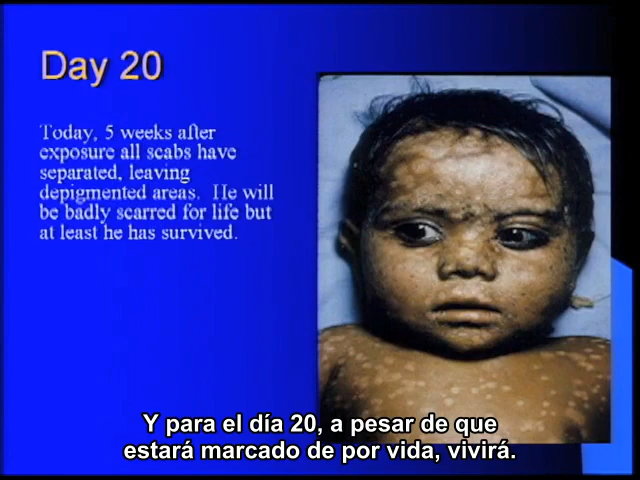 Day 20
Today, 5 weeks after
exposure all scabs have
separated, leaving
depigmented areas.  He will
be badly scarred for life but
at least he has survived.
Y para el día 20, a pesar de que
estará marcado de por vida, vivirá.